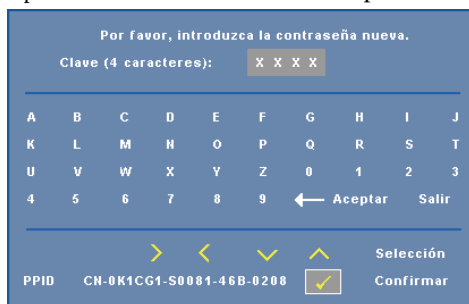 Por favor, introduzca la contraseña nueva.
Clave (4 caracteres): X X X X
A B C D E F G H I J
K L M N O P Q R S T
U V W X Y Z 0 1 2 3
4 5 6 7 8 9 Aceptar Salir
Selección
PPID CN-0K1CG1-S0081-46B-0208 Confirmar